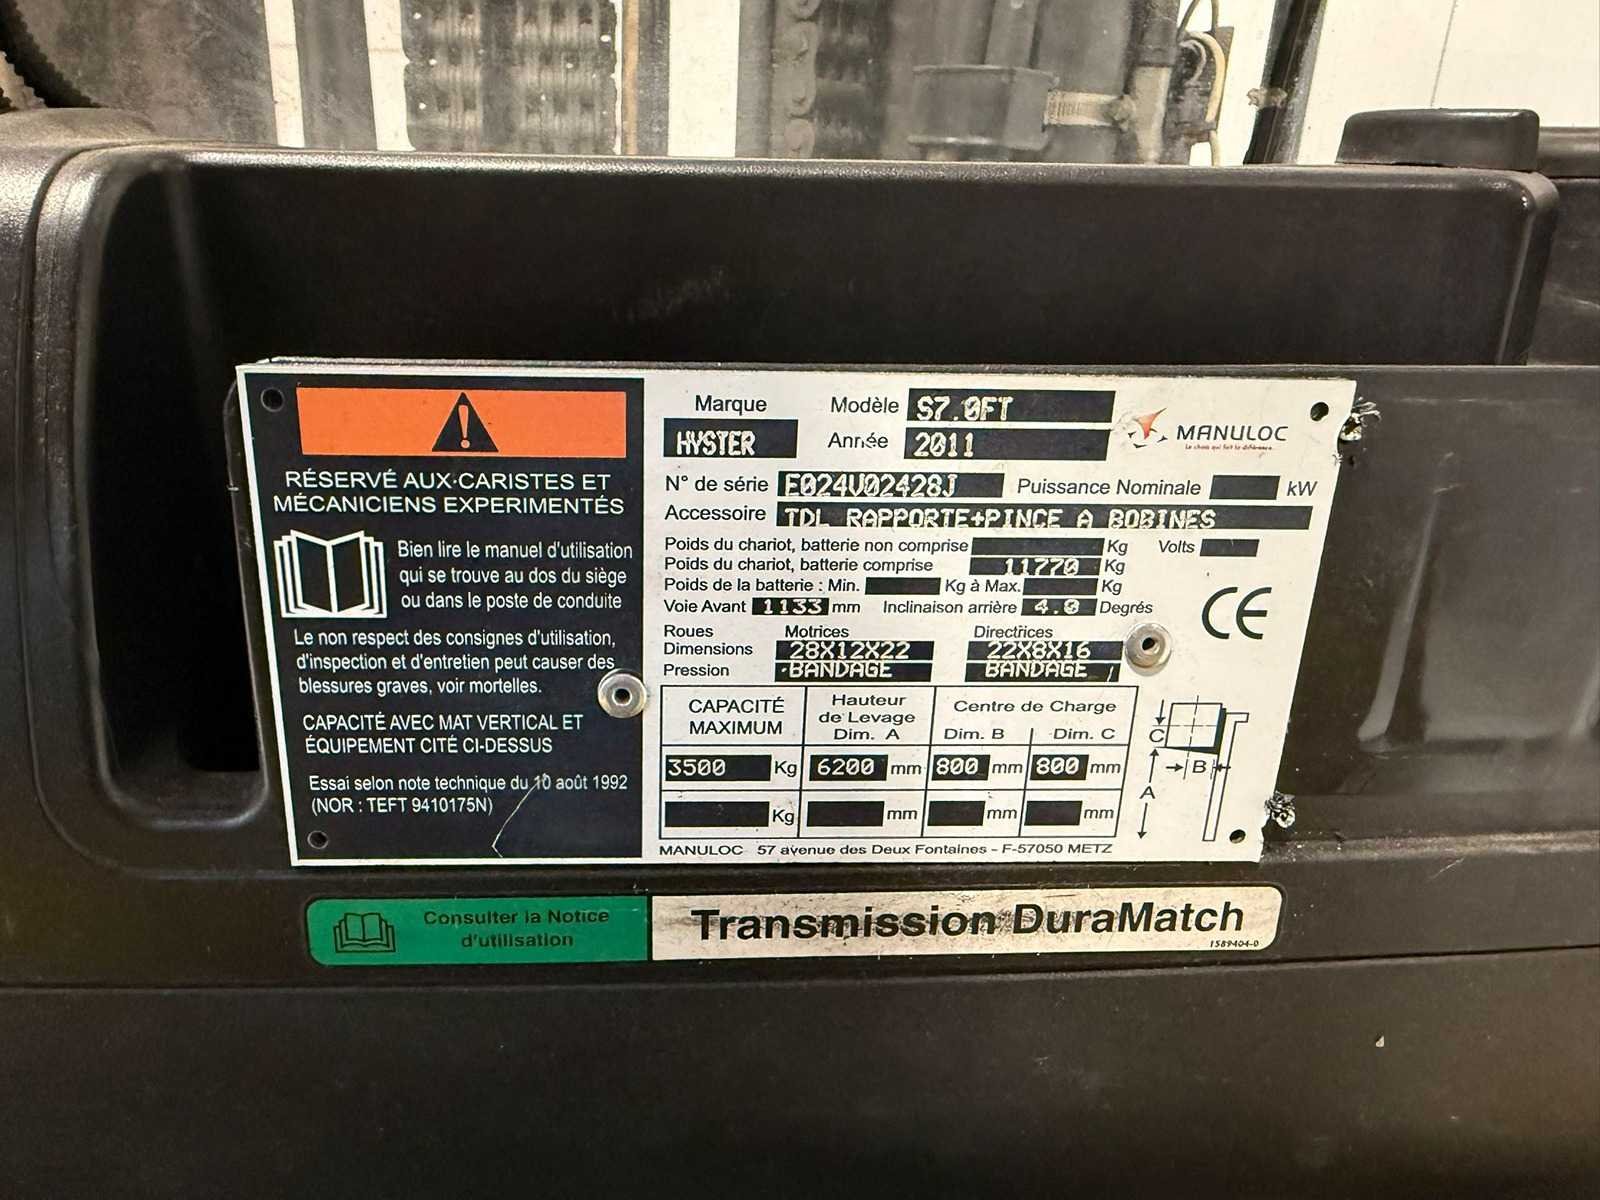 RÉSERVÉ AUX CARISTES ET
MÉCANICIENS EXPERIMENTÉS
Bien lire le manuel d'utilisation
qui se trouve au dos du siège
ou dans le poste de conduite
Le non respect des consignes d'utilisation,
d'inspection et d'entretien peut causer des
blessures graves, voir mortelles.
CAPACITÉ AVEC MAT VERTICAL ET
ÉQUIPEMENT CITÉ CI-DESSUS
Essai selon note technique du 10 août 1992
(NOR : TEFT 9410175N)
Marque Modèle S7.0FT
HYSTER Année 2011
MANULOC
Le choix qui fait la différence.
N° de série E024V02428J Puissance Nominale kW
Accessoire TDL RAPPORTE+PINCE A BOBINES
Poids du chariot, batterie non comprise Kg Volts
Poids du chariot, batterie comprise 11770 Kg
Poids de la batterie : Min. Kg à Max. Kg
Voie Avant 1133 mm Inclinaison arrière 4.0 Degrés
CE
Roues Motrices Directrices
Dimensions 28X12X22 22X8X16
Pression BANDAGE BANDAGE
CAPACITÉ MAXIMUM Hauteur de Levage Dim. A Centre de Charge Dim. B Dim. C
3500 Kg 6200 mm 800 mm 800 mm
Kg mm mm mm
C
B
A
MANULOC 57 avenue des Deux Fontaines - F-57050 METZ
Consulter la Notice
d'utilisation
Transmission DuraMatch
1589404-0